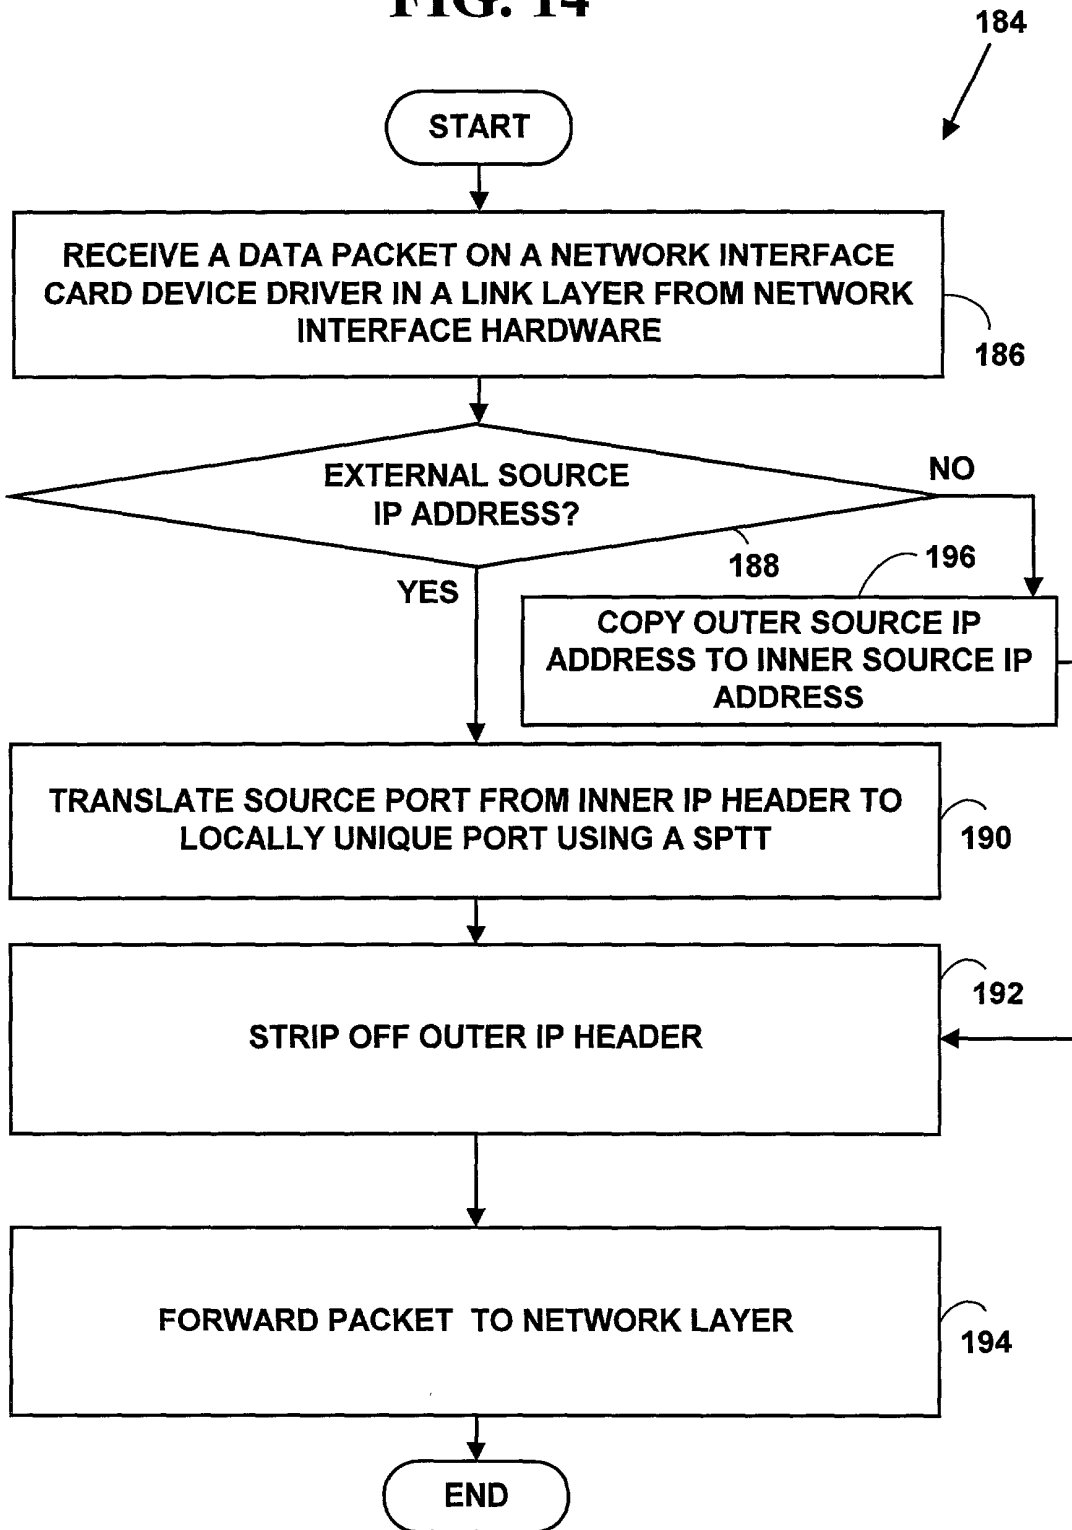 FIG. 14
184
START
RECEIVE A DATA PACKET ON A NETWORK INTERFACE
CARD DEVICE DRIVER IN A LINK LAYER FROM NETWORK
INTERFACE HARDWARE
186
EXTERNAL SOURCE
IP ADDRESS?
NO
188
YES
196
COPY OUTER SOURCE IP
ADDRESS TO INNER SOURCE IP
ADDRESS
TRANSLATE SOURCE PORT FROM INNER IP HEADER TO
LOCALLY UNIQUE PORT USING A SPTT
190
192
STRIP OFF OUTER IP HEADER
FORWARD PACKET TO NETWORK LAYER
194
END